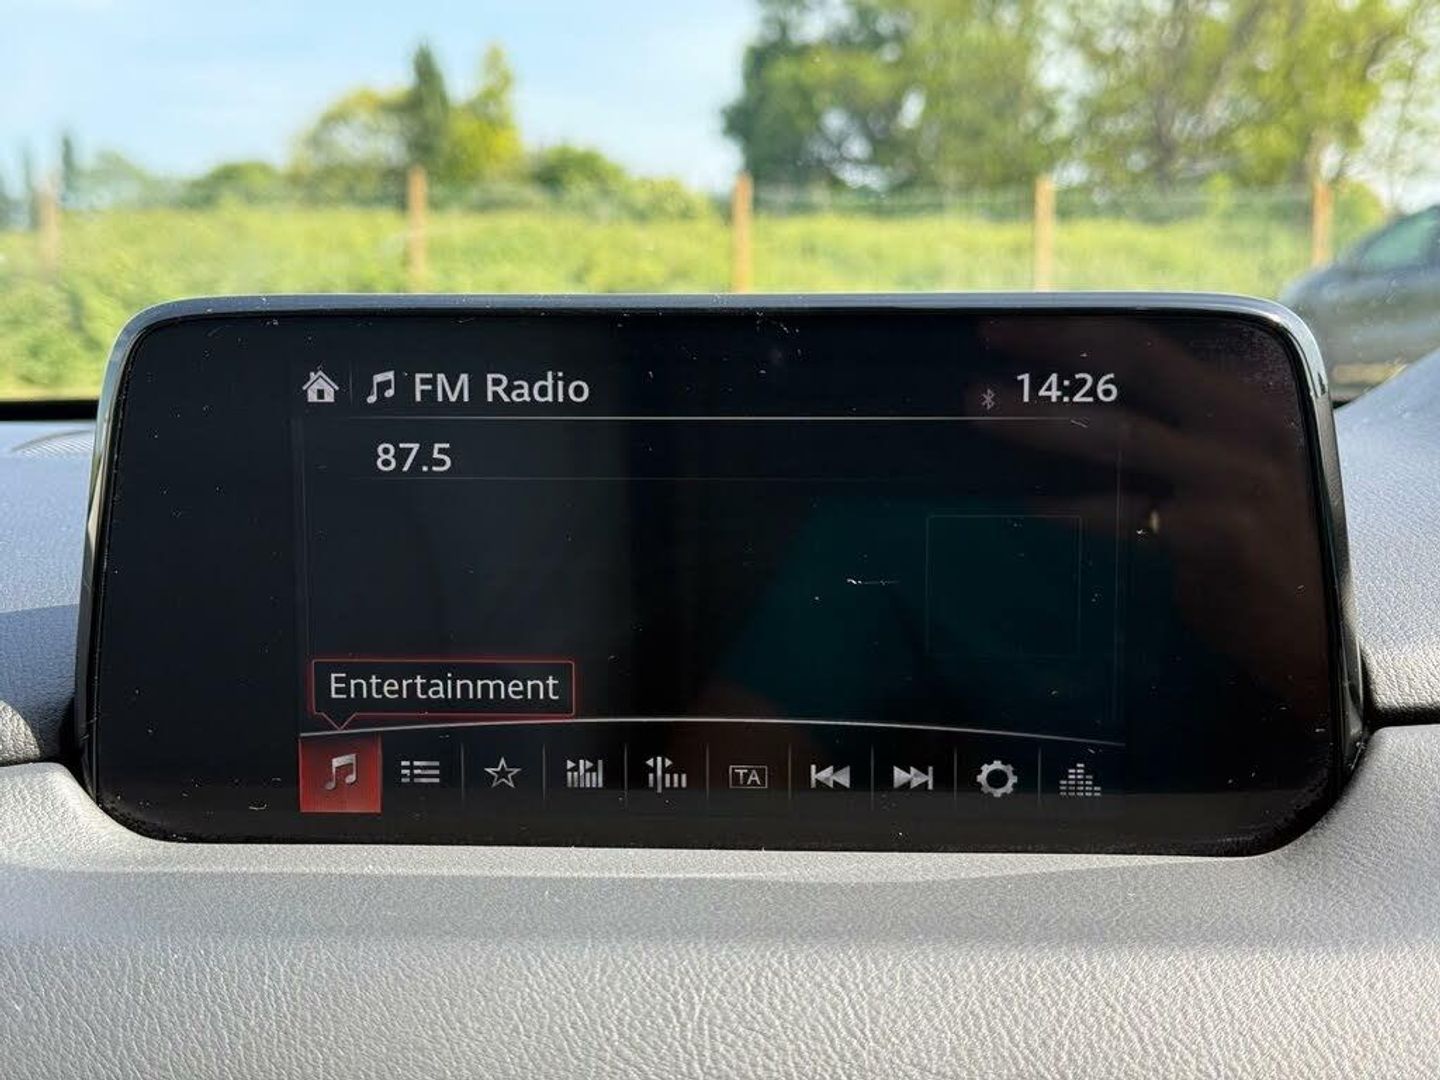 FM Radio 14:26
87.5
Entertainment
TA